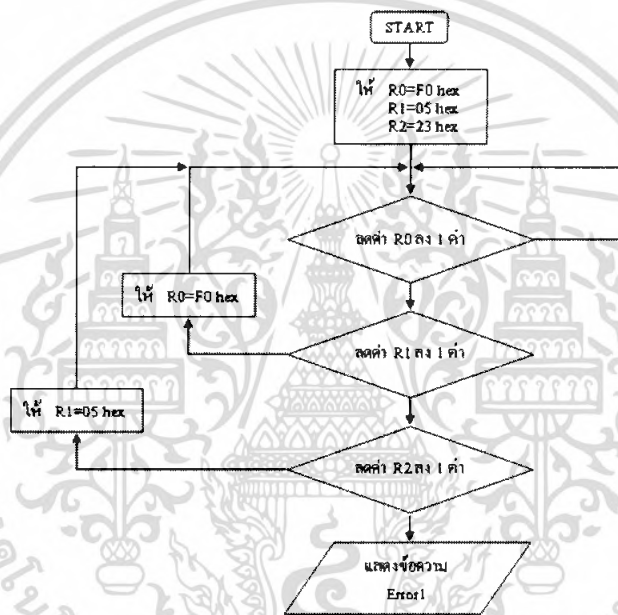 START
ให้ R0=F0 hex
R1=05 hex
R2=23 hex
ลดค่า R0 ลง 1 ค่า
ให้ R0=F0 hex
ลดค่า R1 ลง 1 ค่า
ให้ R1=05 hex
ลดค่า R2 ลง 1 ค่า
แสดงข้อความ
Error1